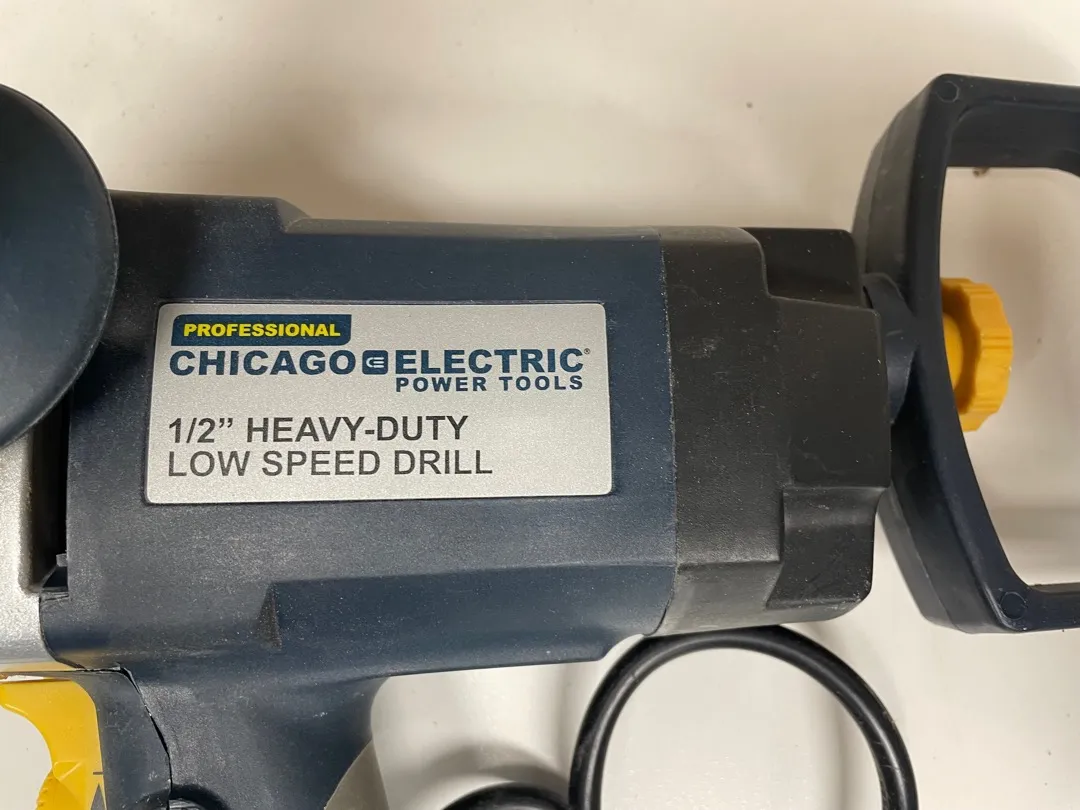 PROFESSIONAL
CHICAGO ELECTRIC®
POWER TOOLS
1/2” HEAVY-DUTY
LOW SPEED DRILL